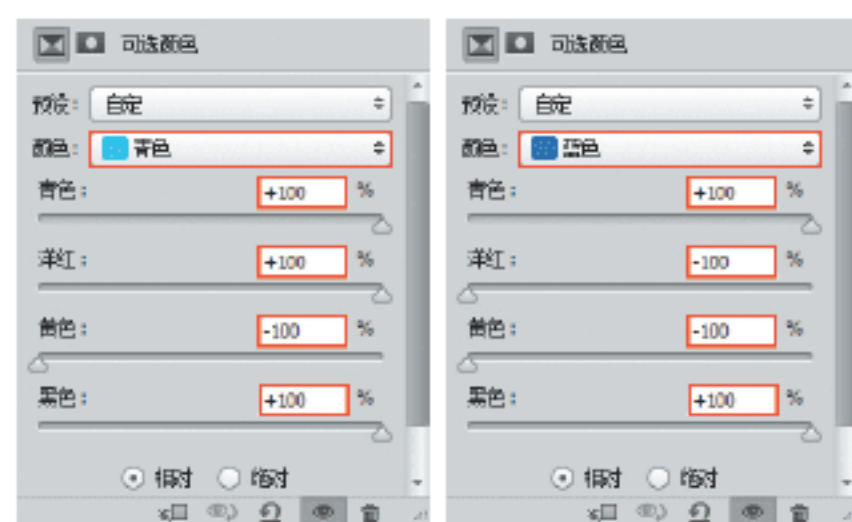 可选颜色
预设： 自定
颜色： 青色
青色： +100 %
洋红： +100 %
黄色： -100 %
黑色： +100 %
相对 绝对
可选颜色
预设： 自定
颜色： 蓝色
青色： +100 %
洋红： -100 %
黄色： -100 %
黑色： +100 %
相对 绝对